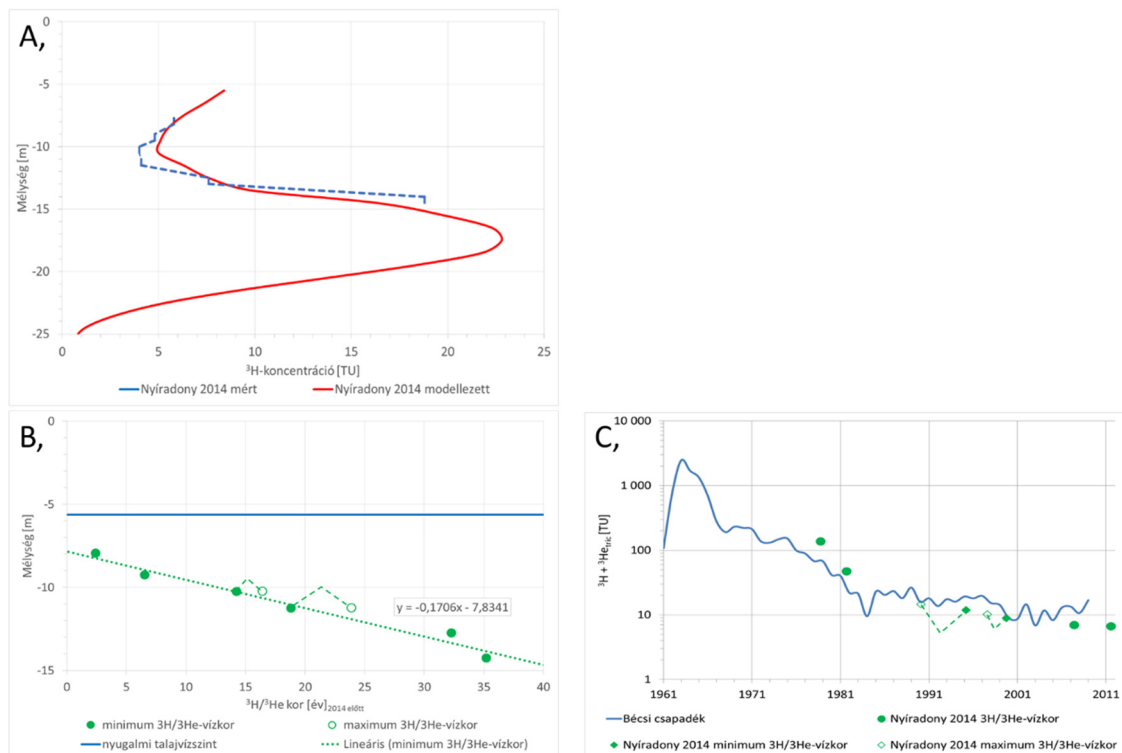 A,
0
-5
-10
-15
-20
-25
Mélység [m]
0 5 10 15 20 25
³H-koncentráció [TU]
Nyíradony 2014 mért Nyíradony 2014 modellezett
B,
0
-5
-10
-15
Mélység [m]
y = -0,1706x - 7,8341
0 5 10 15 20 25 30 35 40
³H/³He kor [év]2014 előtt
minimum 3H/3He-vízkor maximum 3H/3He-vízkor
nyugalmi talajvízszint Lineáris (minimum 3H/3He-vízkor)
C,
10 000
1 000
100
10
1
³H + ³Hetric [TU]
1961 1971 1981 1991 2001 2011
Bécsi csapadék Nyíradony 2014 3H/3He-vízkor
Nyíradony 2014 minimum 3H/3He-vízkor Nyíradony 2014 maximum 3H/3He-vízkor